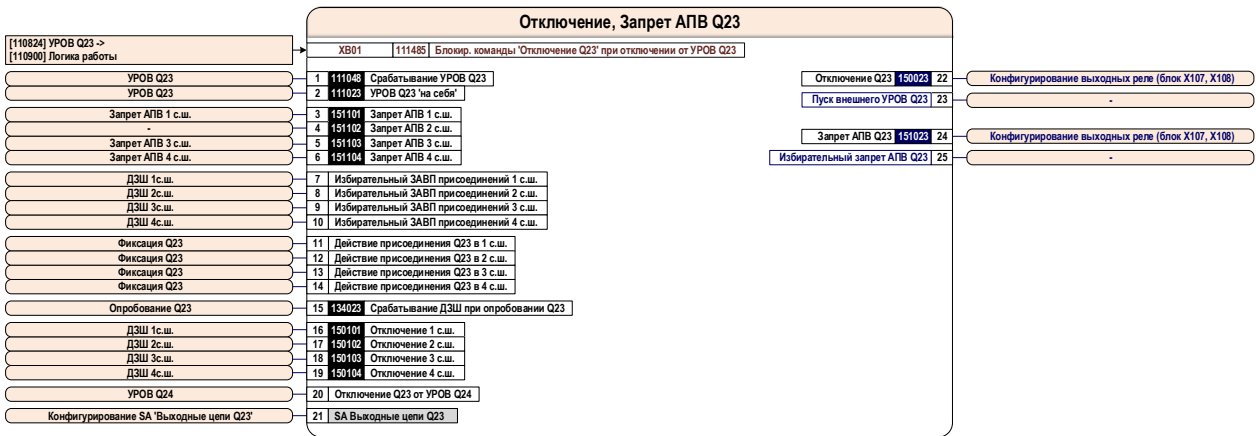 Отключение, Запрет АПВ Q23
[110824] УРОВ Q23 ->
[110900] Логика работы
XB01 111485 Блокир. команды 'Отключение Q23' при отключении от УРОВ Q23
УРОВ Q23 1 111048 Срабатывание УРОВ Q23 Отключение Q23 150023 22 Конфигурирование выходных реле (блок X107, X108)
УРОВ Q23 2 111023 УРОВ Q23 'на себя' Пуск внешнего УРОВ Q23 23 -
Запрет АПВ 1 с.ш. 3 151101 Запрет АПВ 1 с.ш.
- 4 151102 Запрет АПВ 2 с.ш. Запрет АПВ Q23 151023 24 Конфигурирование выходных реле (блок X107, X108)
Запрет АПВ 3 с.ш. 5 151103 Запрет АПВ 3 с.ш.
Запрет АПВ 4 с.ш. 6 151104 Запрет АПВ 4 с.ш. Избирательный запрет АПВ Q23 25 -
ДЗШ 1с.ш. 7 Избирательный ЗАВП присоединений 1 с.ш.
ДЗШ 2с.ш. 8 Избирательный ЗАВП присоединений 2 с.ш.
ДЗШ 3с.ш. 9 Избирательный ЗАВП присоединений 3 с.ш.
ДЗШ 4с.ш. 10 Избирательный ЗАВП присоединений 4 с.ш.
Фиксация Q23 11 Действие присоединения Q23 в 1 с.ш.
Фиксация Q23 12 Действие присоединения Q23 в 2 с.ш.
Фиксация Q23 13 Действие присоединения Q23 в 3 с.ш.
Фиксация Q23 14 Действие присоединения Q23 в 4 с.ш.
Опробование Q23 15 134023 Срабатывание ДЗШ при опробовании Q23
ДЗШ 1с.ш. 16 150101 Отключение 1 с.ш.
ДЗШ 2с.ш. 17 150102 Отключение 2 с.ш.
ДЗШ 3с.ш. 18 150103 Отключение 3 с.ш.
ДЗШ 4с.ш. 19 150104 Отключение 4 с.ш.
УРОВ Q24 20 Отключение Q23 от УРОВ Q24
Конфигурирование SA 'Выходные цепи Q23' 21 SA Выходные цепи Q23